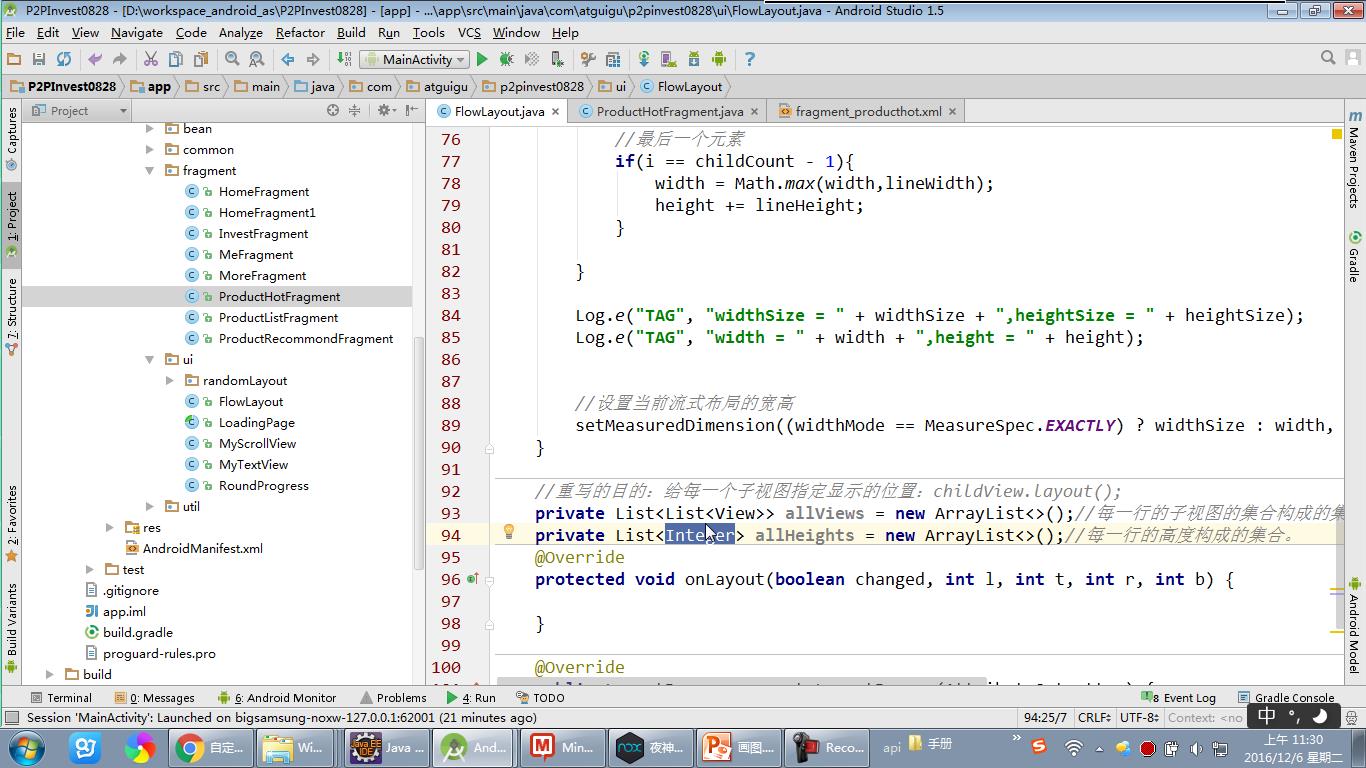 P2PInvest0828 - [D:\workspace_android_as\P2PInvest0828] - [app] - ...\app\src\main\java\com\atguigu\p2pinvest0828\ui\FlowLayout.java - Android Studio 1.5
File Edit View Navigate Code Analyze Refactor Build Run Tools VCS Window Help
MainActivity
P2PInvest0828 app src main java com atguigu p2pinvest0828 ui FlowLayout
Project
FlowLayout.java ProductHotFragment.java fragment_producthot.xml
Captures
1: Project
7: Structure
2: Favorites
Build Variants
bean
common
fragment
HomeFragment
HomeFragment1
InvestFragment
MeFragment
MoreFragment
ProductHotFragment
ProductListFragment
ProductRecommondFragment
ui
randomLayout
FlowLayout
LoadingPage
MyScrollView
MyTextView
RoundProgress
util
res
AndroidManifest.xml
test
.gitignore
app.iml
build.gradle
proguard-rules.pro
build
76 //最后一个元素
77 if(i == childCount - 1){
78 width = Math.max(width,lineWidth);
79 height += lineHeight;
80 }
81
82 }
83
84 Log.e("TAG", "widthSize = " + widthSize + ",heightSize = " + heightSize);
85 Log.e("TAG", "width = " + width + ",height = " + height);
86
87
88 //设置当前流式布局的宽高
89 setMeasuredDimension((widthMode == MeasureSpec.EXACTLY) ? widthSize : width,
90 }
91
92 //重写的目的：给每一个子视图指定显示的位置：childView.layout();
93 private List<List<View>> allViews = new ArrayList<>();//每一行的子视图的集合构成的集
94 private List<Integer> allHeights = new ArrayList<>();//每一行的高度构成的集合。
95 @Override
96 protected void onLayout(boolean changed, int l, int t, int r, int b) {
97
98 }
99
100 @Override
Maven Projects
Gradle
Android Model
Terminal 0: Messages 6: Android Monitor Problems 4: Run TODO 8 Event Log Gradle Console
Session 'MainActivity': Launched on bigsamsung-noxw-127.0.0.1:62001 (21 minutes ago) 94:25/7 CRLF UTF-8 Context: <no 中
自定... Wi... Java ... And... Min... 夜神... 画图... Reco... api 手册 上午 11:30
2016/12/6 星期二